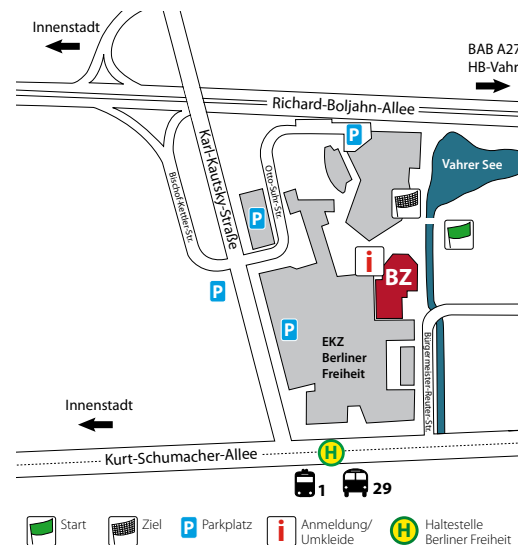 Innenstadt
BAB A27
HB-Vahr
Richard-Boljahn-Allee
P
Karl-Kautsky-Straße
Otto-Suhr-Str.
Bischof-Kettler-Str.
Vahrer See
P
i
BZ
P
P
EKZ
Berliner
Freiheit
Bürgermeister-Reuter-Str.
Innenstadt
Kurt-Schumacher-Allee
H
1
29
Start
Ziel
P Parkplatz
i Anmeldung/
Umkleide
H Haltestelle
Berliner Freiheit